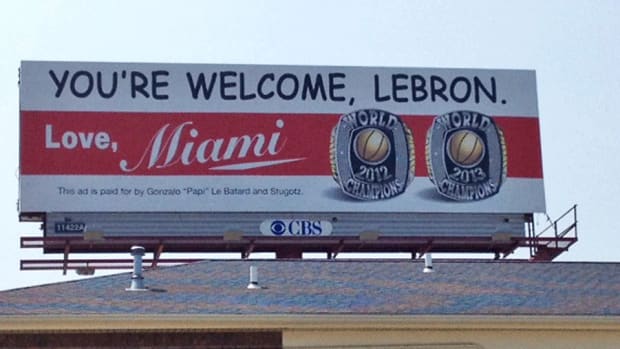 YOU'RE WELCOME, LEBRON.
Love, Miami
WORLD WORLD
2012 2013
CHAMPIONS CHAMPIONS
This ad is paid for by Gonzalo "Papi" Le Batard and Stugotz.
11422A
CBS